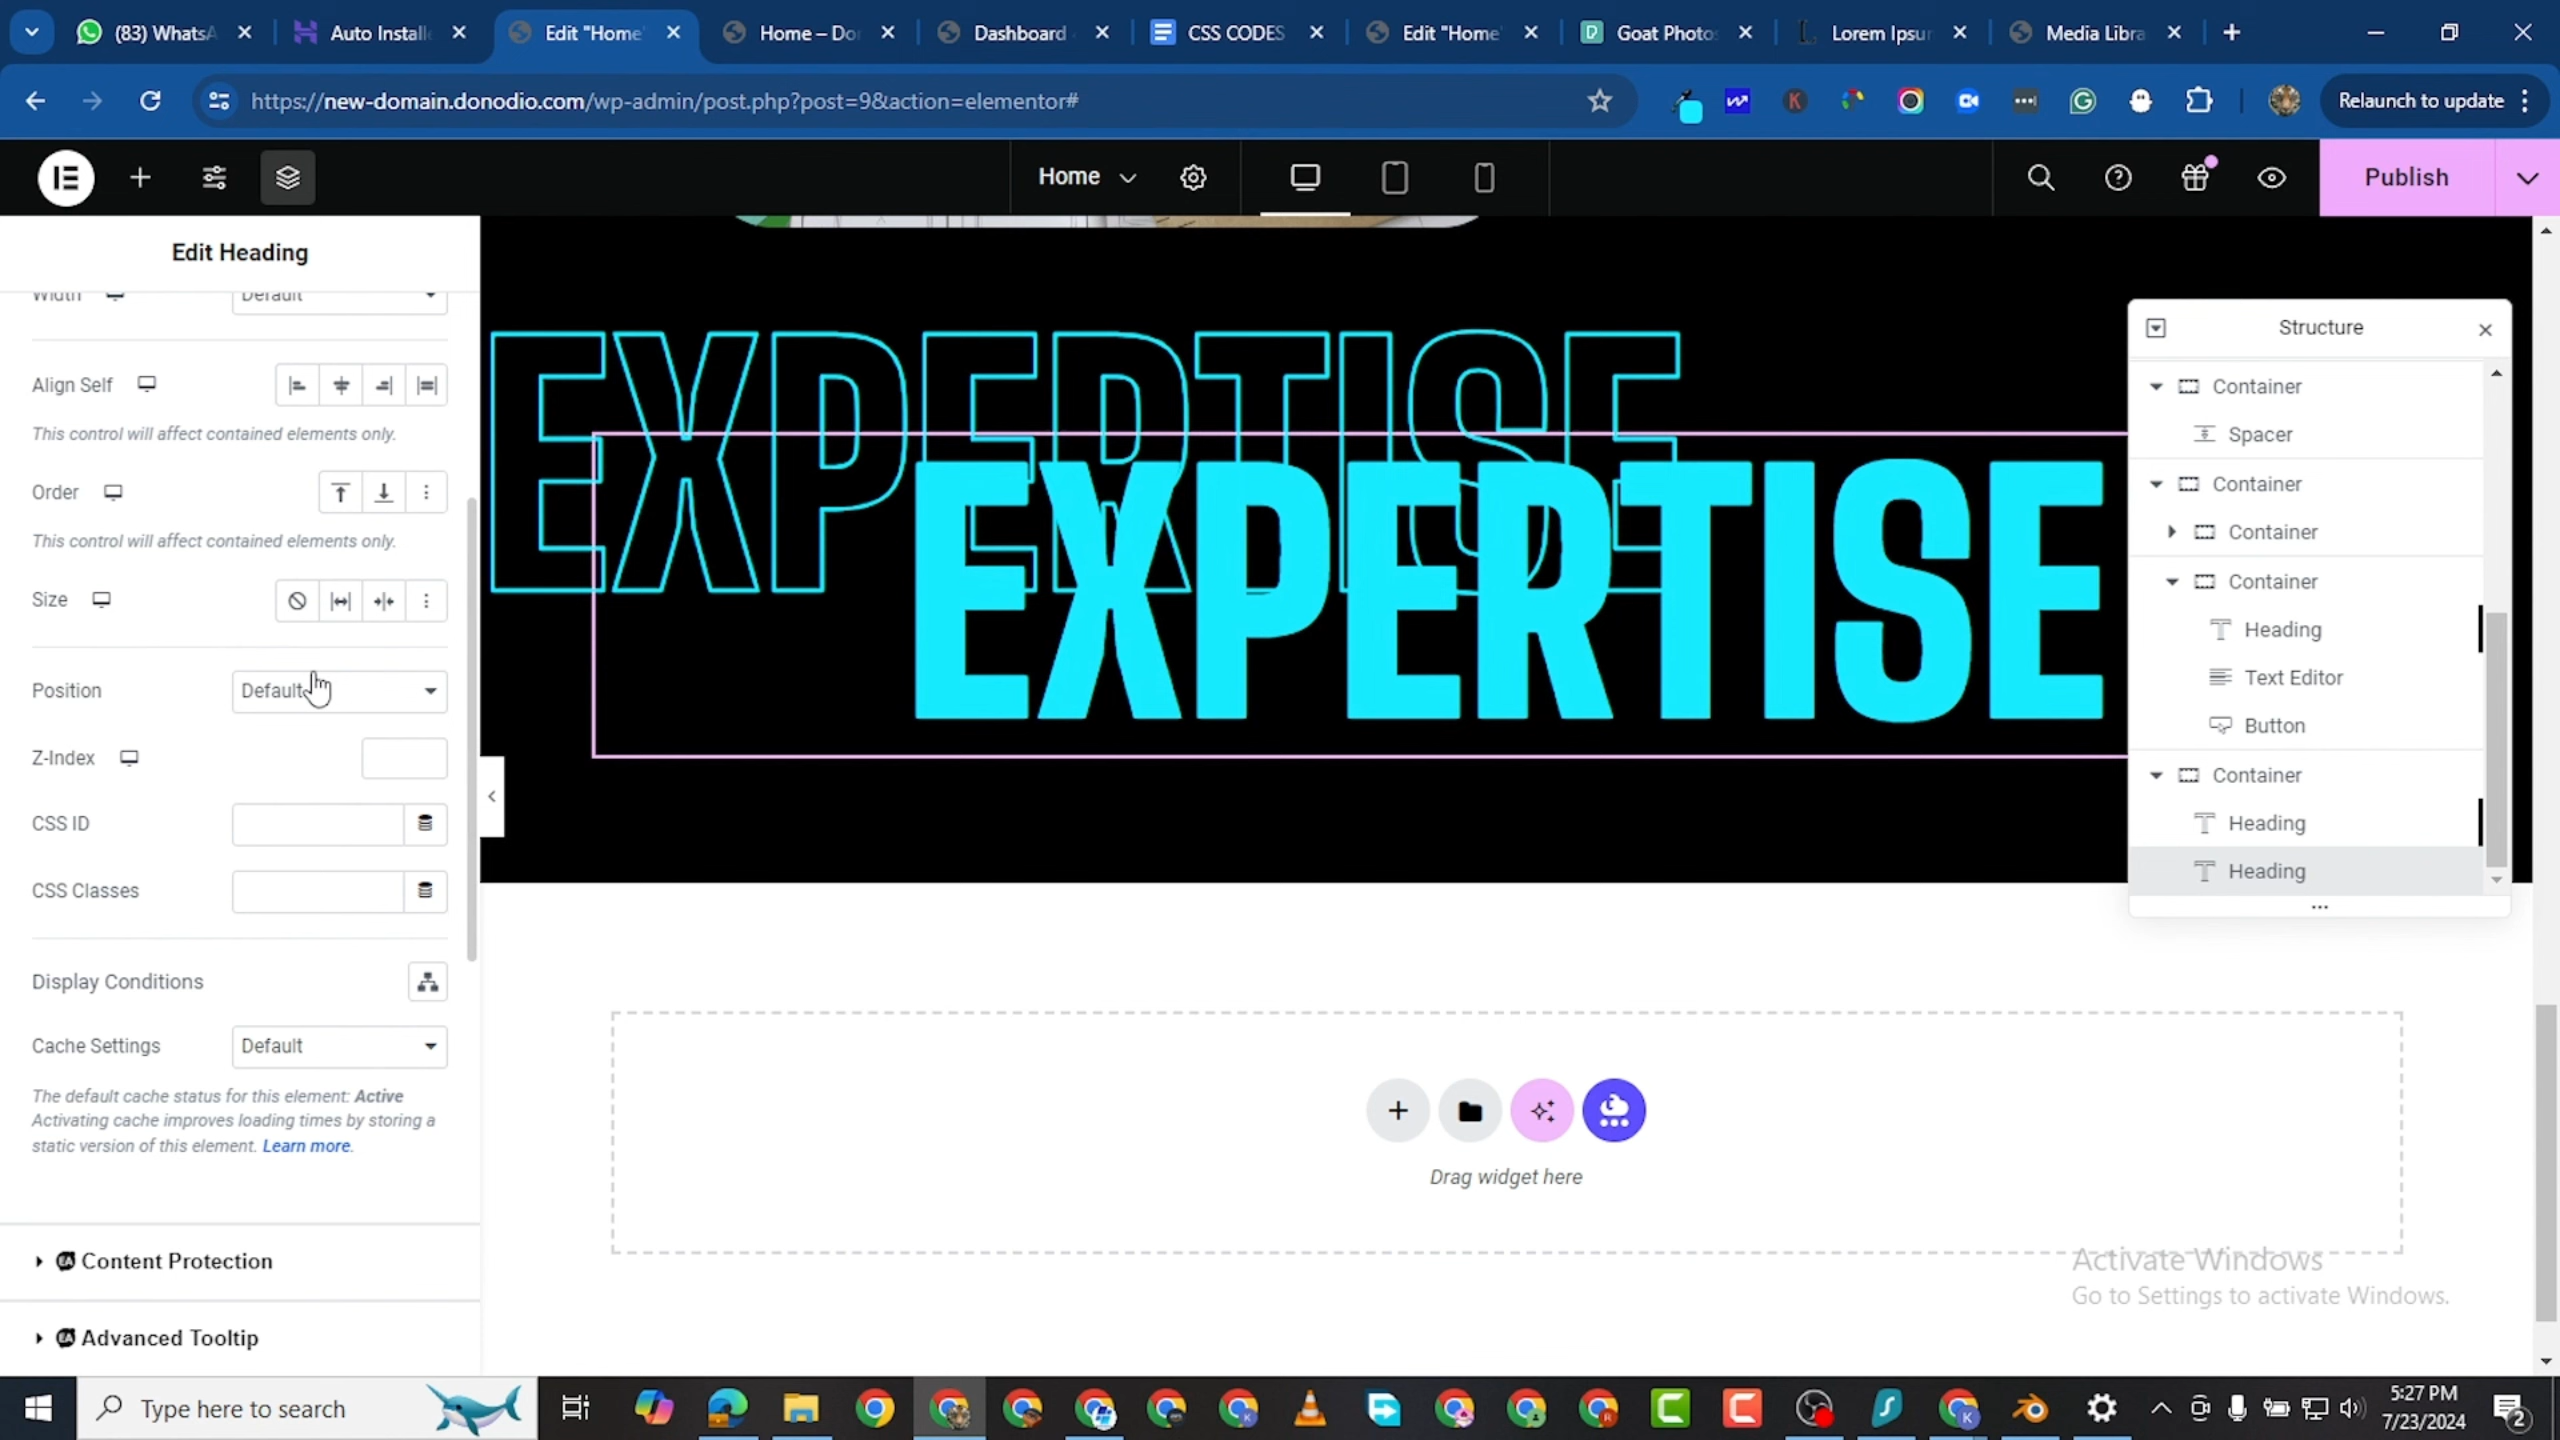 (83) WhatsA
Auto Installe
Edit "Home"
Home – Do
Dashboard
CSS CODES
Edit "Home"
Goat Photo
Lorem Ipsu
Media Libra
https://new-domain.donodio.com/wp-admin/post.php?post=9&action=elementor#
Relaunch to update
Home
Publish
Edit Heading
Width
Default
Align Self
This control will affect contained elements only.
Order
This control will affect contained elements only.
Size
Position
Default
Z-Index
CSS ID
CSS Classes
Display Conditions
Cache Settings
Default
The default cache status for this element: Active
Activating cache improves loading times by storing a
static version of this element. Learn more.
Content Protection
Advanced Tooltip
EXPERTISE
EXPERTISE
Structure
Container
Spacer
Container
Container
Container
Heading
Text Editor
Button
Container
Heading
Heading
Drag widget here
Activate Windows
Go to Settings to activate Windows.
Type here to search
5:27 PM
7/23/2024
2